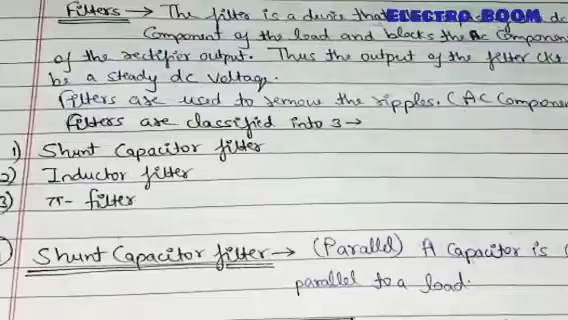 Filters → The filter is a device that ELECTRO BOOM dc
Component of the load and blocks the Ac Compone
of the rectifier output. Thus the output of the filter ckt
be a steady dc voltage.
Filters are used to remove the ripples. (AC Compone
Filters are classified into 3 →
1) Shunt Capacitor filter
2) Inductor filter
3) π- filter
Shunt Capacitor filter → (Parallel) A Capacitor is
parallel to a load.